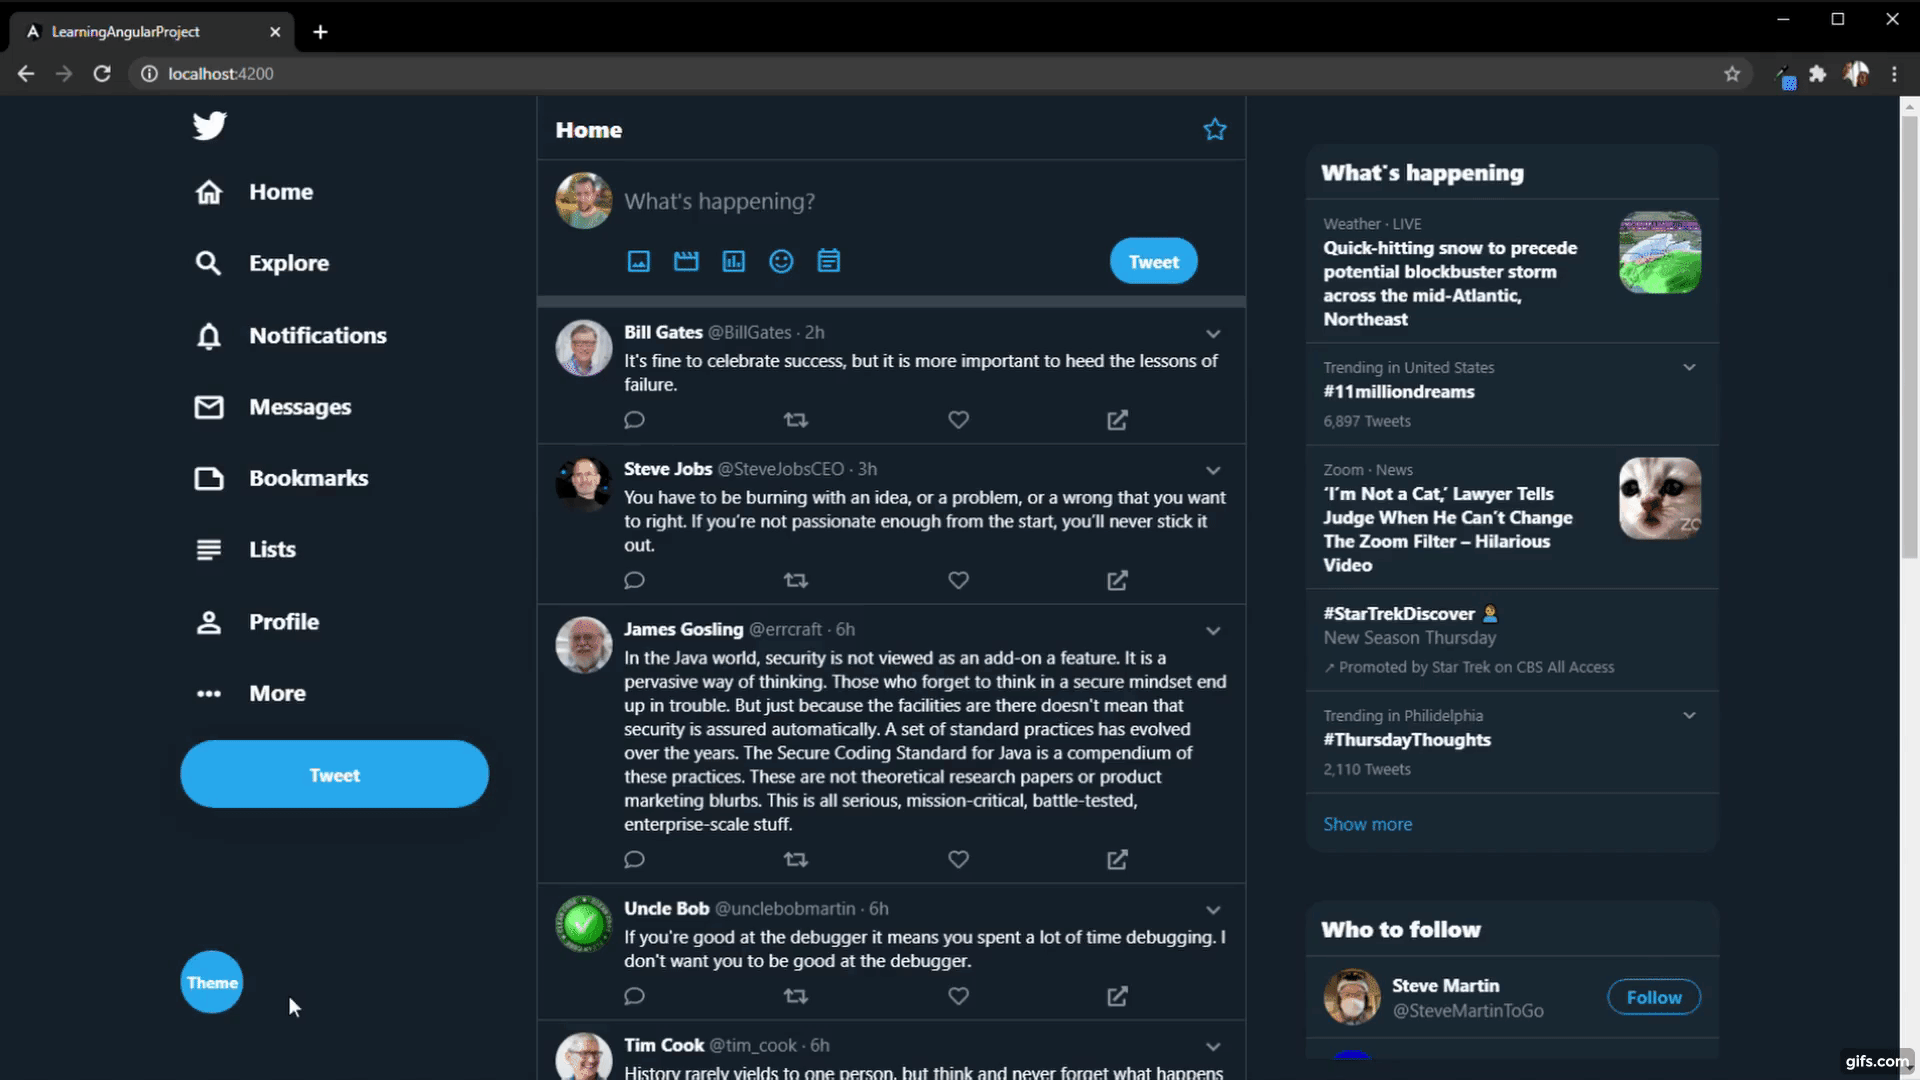 LearningAngularProject
localhost:4200
Home
Explore
Notifications
Messages
Bookmarks
Lists
Profile
More
Tweet
Theme
Home
What's happening?
Tweet
Bill Gates @BillGates · 2h
It's fine to celebrate success, but it is more important to heed the lessons of
failure.
Steve Jobs @SteveJobsCEO · 3h
You have to be burning with an idea, or a problem, or a wrong that you want
to right. If you're not passionate enough from the start, you'll never stick it
out.
James Gosling @errcraft · 6h
In the Java world, security is not viewed as an add-on a feature. It is a
pervasive way of thinking. Those who forget to think in a secure mindset end
up in trouble. But just because the facilities are there doesn't mean that
security is assured automatically. A set of standard practices has evolved
over the years. The Secure Coding Standard for Java is a compendium of
these practices. These are not theoretical research papers or product
marketing blurbs. This is all serious, mission-critical, battle-tested,
enterprise-scale stuff.
Uncle Bob @unclebobmartin · 6h
If you're good at the debugger it means you spent a lot of time debugging. I
don't want you to be good at the debugger.
Tim Cook @tim_cook · 6h
History rarely yields to one person, but think and never forget what happens
What's happening
Weather · LIVE
Quick-hitting snow to precede
potential blockbuster storm
across the mid-Atlantic,
Northeast
Trending in United States
#11milliondreams
6,897 Tweets
Zoom · News
‘I’m Not a Cat,’ Lawyer Tells
Judge When He Can’t Change
The Zoom Filter – Hilarious
Video
ZO
#StarTrekDiscover
New Season Thursday
↗ Promoted by Star Trek on CBS All Access
Trending in Philidelphia
#ThursdayThoughts
2,110 Tweets
Show more
Who to follow
Steve Martin
@SteveMartinToGo
Follow
gifs.com